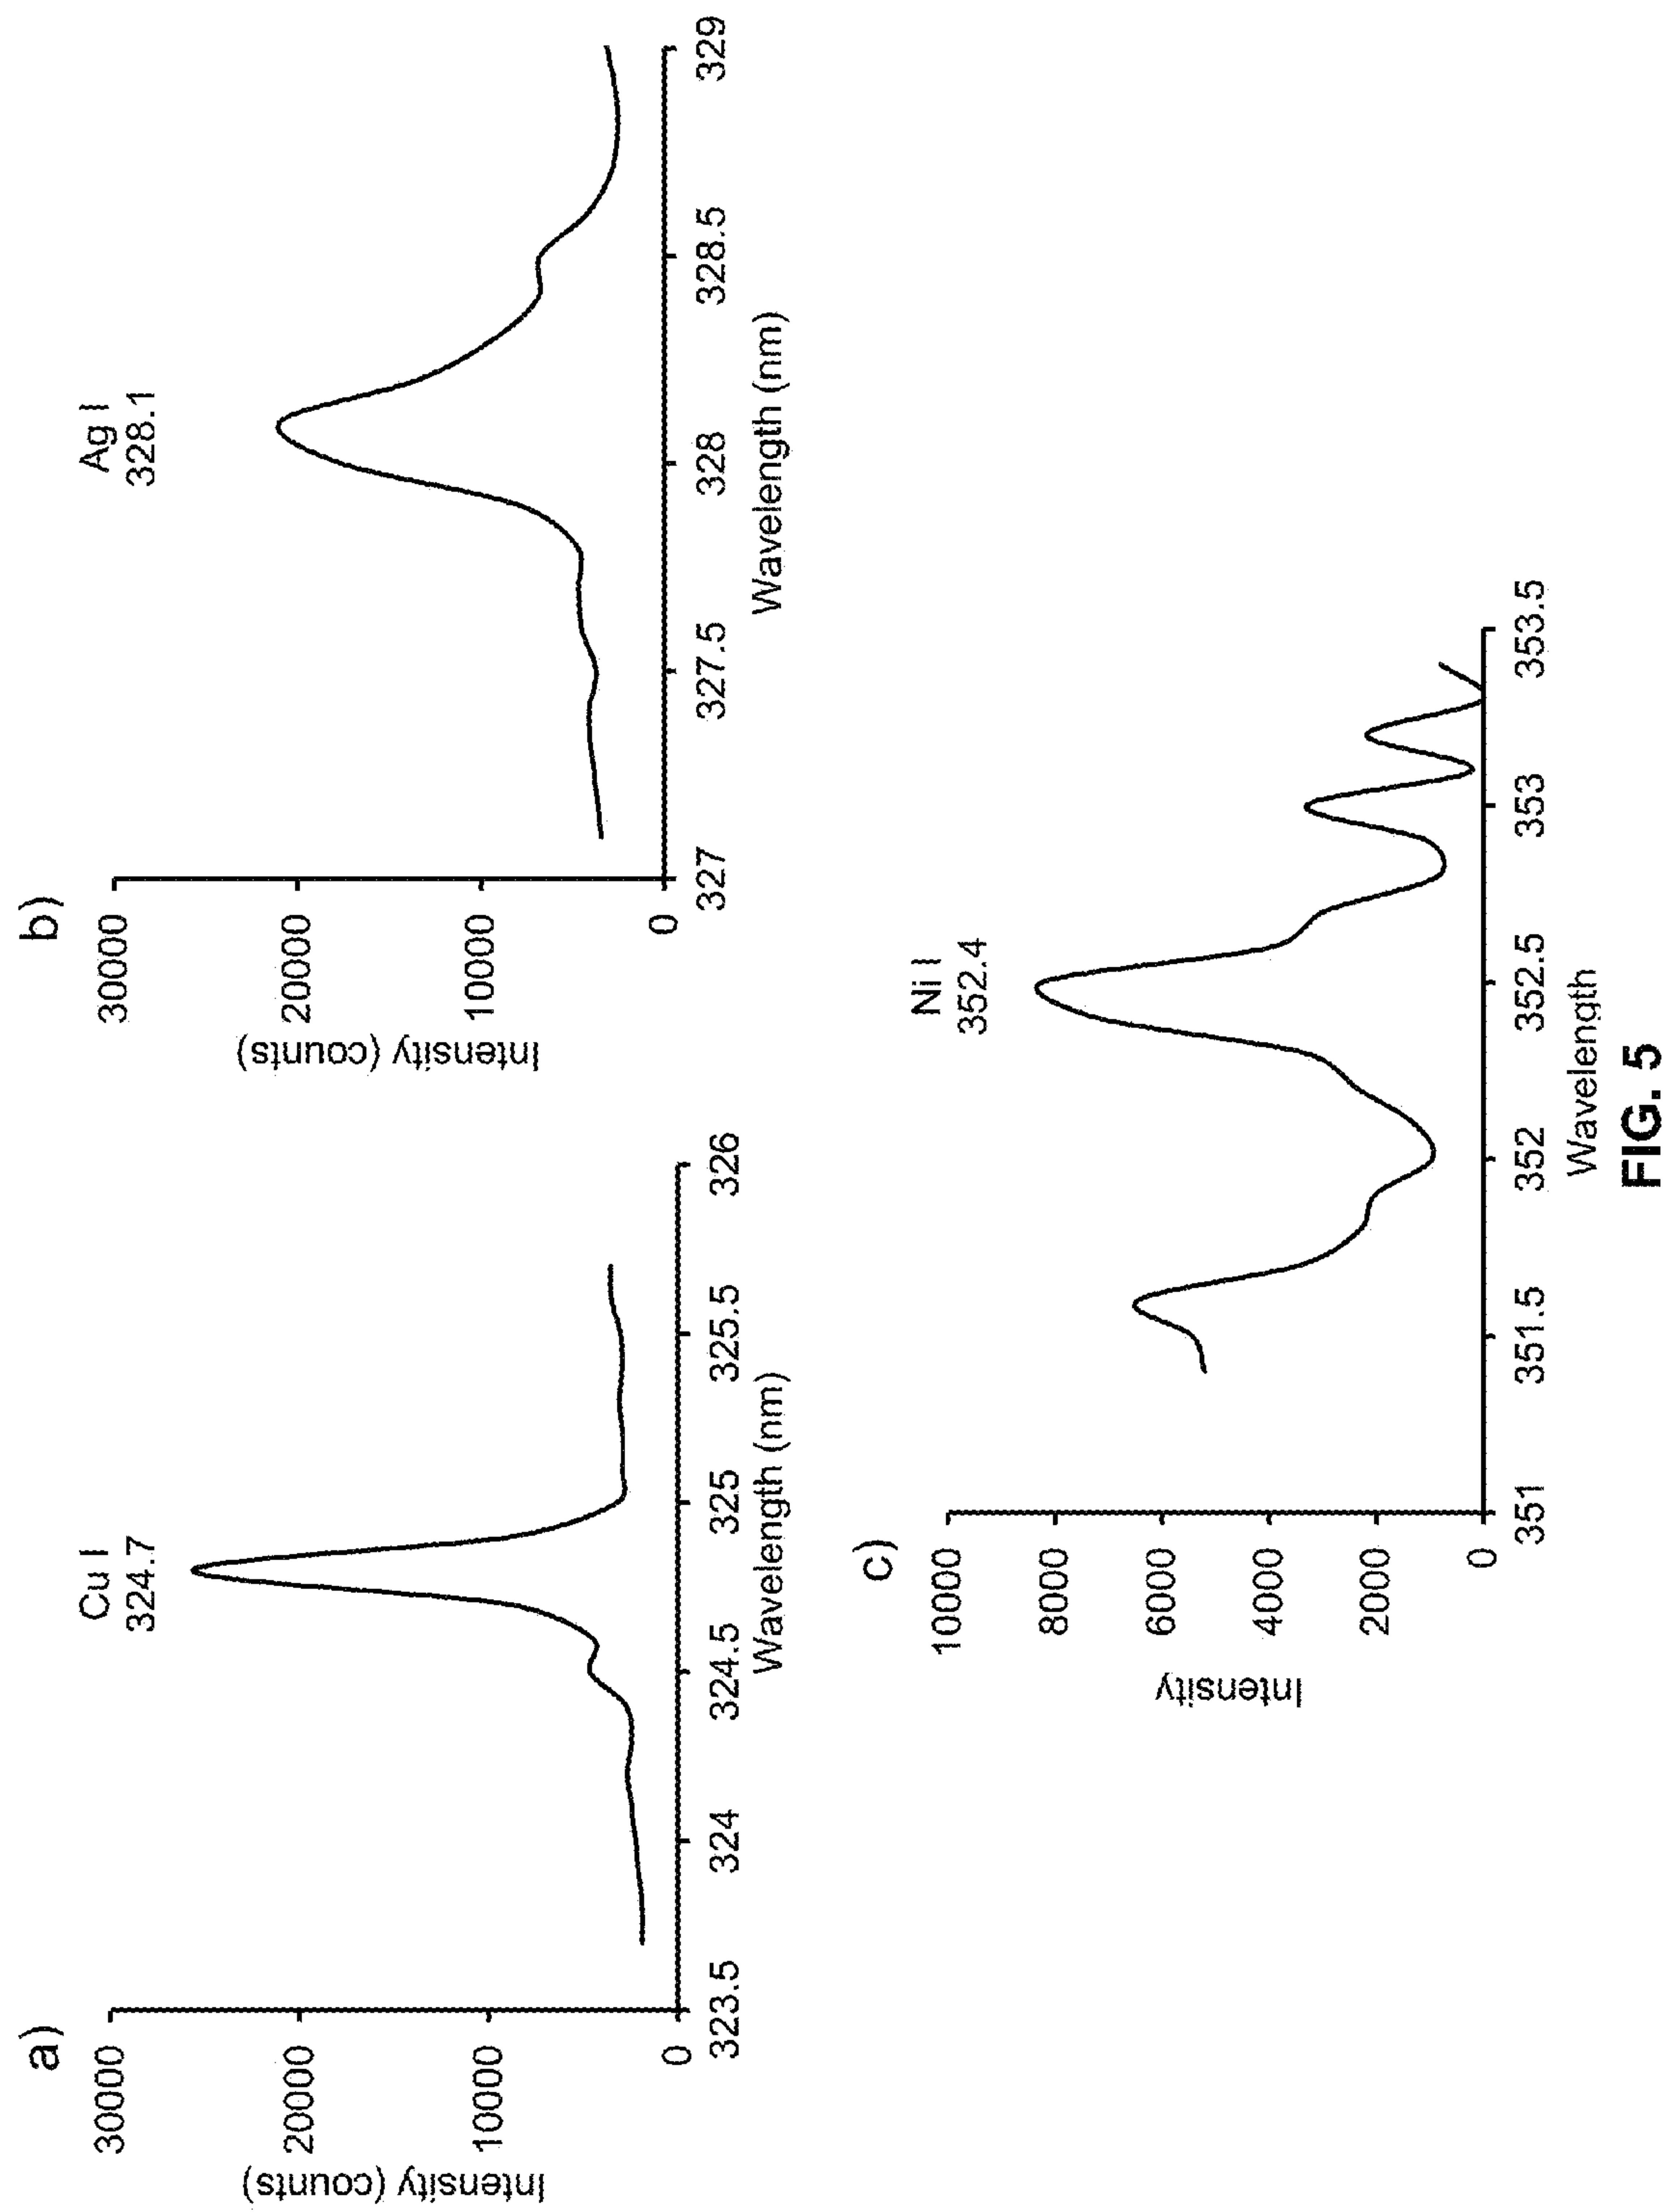 a)
Cu I
324.7
Intensity (counts)
30000
20000
10000
0
323.5 324 324.5 325 325.5 326
Wavelength (nm)
b)
Ag I
328.1
Intensity (counts)
30000
20000
10000
0
327 327.5 328 328.5 329
Wavelength (nm)
c)
Ni I
352.4
Intensity
10000
8000
6000
4000
2000
0
351 351.5 352 352.5 353 353.5
Wavelength
FIG. 5